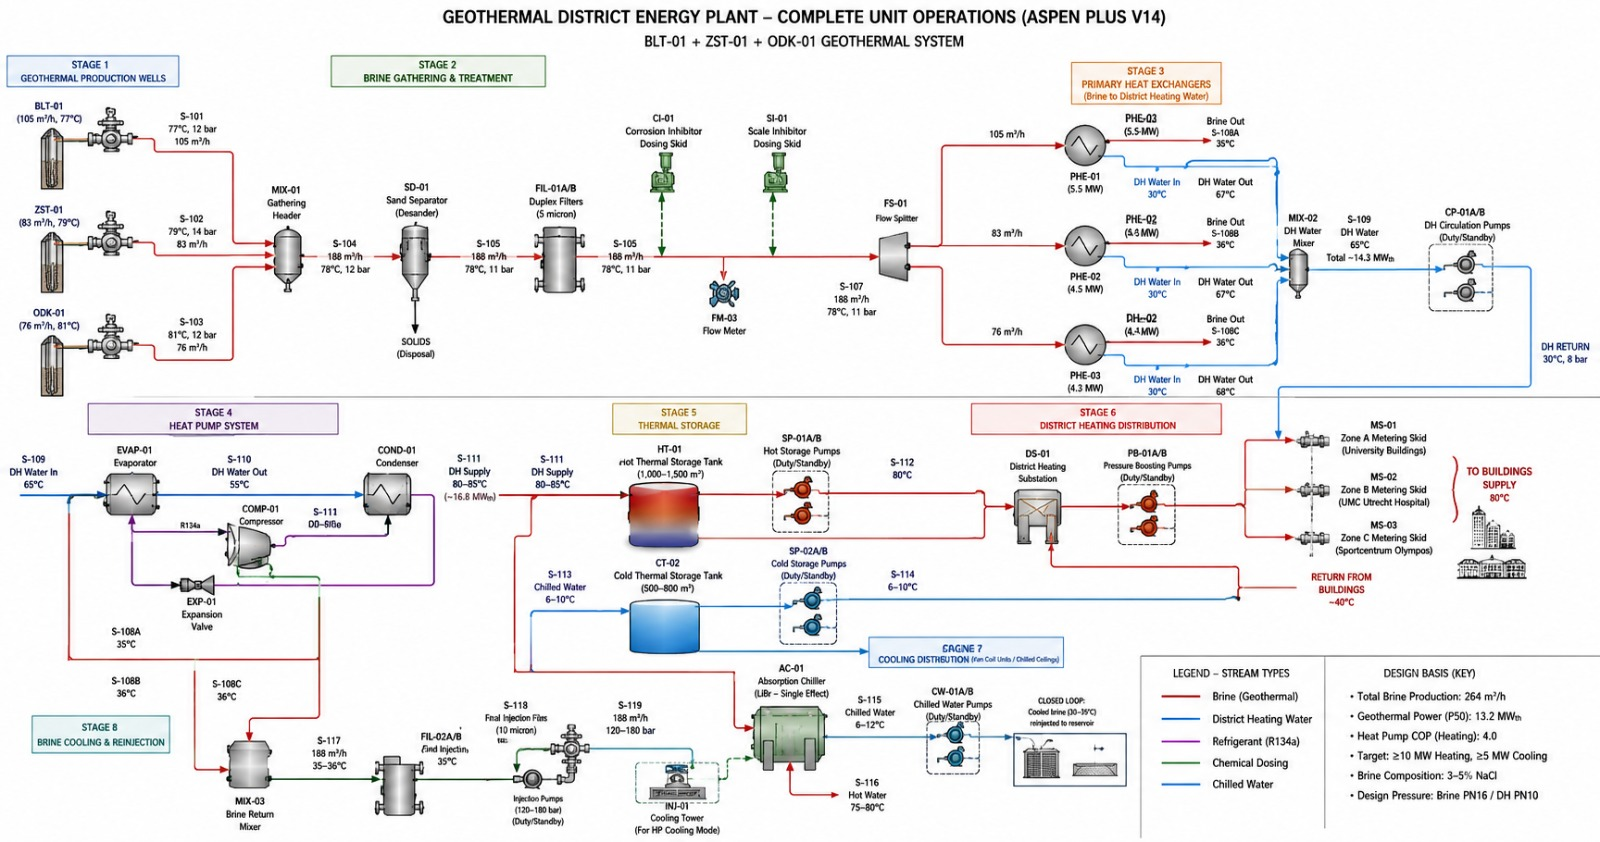 GEOTHERMAL DISTRICT ENERGY PLANT – COMPLETE UNIT OPERATIONS (ASPEN PLUS V14)
BLT-01 + ZST-01 + ODK-01 GEOTHERMAL SYSTEM
STAGE 1
GEOTHERMAL PRODUCTION WELLS
STAGE 2
BRINE GATHERING & TREATMENT
STAGE 3
PRIMARY HEAT EXCHANGERS
(Brine to District Heating Water)
BLT-01
(105 m³/h, 77°C)
S-101
77°C, 12 bar
105 m³/h
ZST-01
(83 m³/h, 79°C)
S-102
79°C, 14 bar
83 m³/h
ODK-01
(76 m³/h, 81°C)
S-103
81°C, 12 bar
76 m³/h
MIX-01
Gathering
Header
S-104
188 m³/h
78°C, 12 bar
SD-01
Sand Separator
(Desander)
SOLIDS
(Disposal)
S-105
188 m³/h
78°C, 11 bar
FIL-01A/B
Duplex Filters
(5 micron)
S-105
188 m³/h
78°C, 11 bar
CI-01
Corrosion Inhibitor
Dosing Skid
SI-01
Scale Inhibitor
Dosing Skid
FM-03
Flow Meter
S-107
188 m³/h
78°C, 11 bar
FS-01
Flow Splitter
105 m³/h
83 m³/h
76 m³/h
PHE-03
(5.5 MW)
PHE-01
(5.5 MW)
Brine Out
S-108A
35°C
DH Water In
30°C
DH Water Out
67°C
PHE-02
PHE-02
(4.5 MW)
Brine Out
S-108B
36°C
DH Water In
30°C
DH Water Out
67°C
PHE-03
(4.3 MW)
Brine Out
S-108C
36°C
DH Water In
30°C
DH Water Out
68°C
MIX-02
DH Water
Mixer
S-109
DH Water
65°C
Total ~14.3 MWth
CP-01A/B
DH Circulation Pumps
(Duty/Standby)
DH RETURN
30°C, 8 bar
STAGE 4
HEAT PUMP SYSTEM
STAGE 5
THERMAL STORAGE
STAGE 6
DISTRICT HEATING DISTRIBUTION
S-109
DH Water In
65°C
EVAP-01
Evaporator
S-110
DH Water Out
55°C
COND-01
Condenser
COMP-01
Compressor
R134a
S-111
EXP-01
Expansion
Valve
S-111
DH Supply
80–85°C
(~16.8 MWth)
S-111
DH Supply
80–85°C
HT-01
Hot Thermal Storage Tank
(1,000–1,500 m³)
SP-01A/B
Hot Storage Pumps
(Duty/Standby)
S-112
80°C
DS-01
District Heating
Substation
PB-01A/B
Pressure Boosting Pumps
(Duty/Standby)
MS-01
Zone A Metering Skid
(University Buildings)
MS-02
Zone B Metering Skid
(UMC Utrecht Hospital)
MS-03
Zone C Metering Skid
(Sportcentrum Olympos)
TO BUILDINGS
SUPPLY
80°C
RETURN FROM
BUILDINGS
~40°C
S-113
Chilled Water
6–10°C
CT-02
Cold Thermal Storage Tank
(500–800 m³)
SP-02A/B
Cold Storage Pumps
(Duty/Standby)
S-114
6–10°C
7
COOLING DISTRIBUTION (Fan Coil Units / Chilled Ceilings)
S-108A
35°C
S-108B
36°C
S-108C
36°C
STAGE 8
BRINE COOLING & REINJECTION
MIX-03
Brine Return
Mixer
S-117
188 m³/h
35–36°C
FIL-02A/B
35°C
S-118
(10 micron)
Injection Pumps
(120–180 bar)
(Duty/Standby)
S-119
188 m³/h
120–180 bar
INJ-01
Cooling Tower
(For HP Cooling Mode)
AC-01
Absorption Chiller
(LiBr – Single Effect)
S-115
Chilled Water
6–12°C
S-116
Hot Water
75–80°C
CW-01A/B
Chilled Water Pumps
(Duty/Standby)
CLOSED LOOP:
Cooled brine (30–35°C)
reinjected to reservoir
LEGEND – STREAM TYPES
Brine (Geothermal)
District Heating Water
Refrigerant (R134a)
Chemical Dosing
Chilled Water
DESIGN BASIS (KEY)
• Total Brine Production: 264 m³/h
• Geothermal Power (P50): 13.2 MWth
• Heat Pump COP (Heating): 4.0
• Target: ≥10 MW Heating, ≥5 MW Cooling
• Brine Composition: 3–5% NaCl
• Design Pressure: Brine PN16 / DH PN10